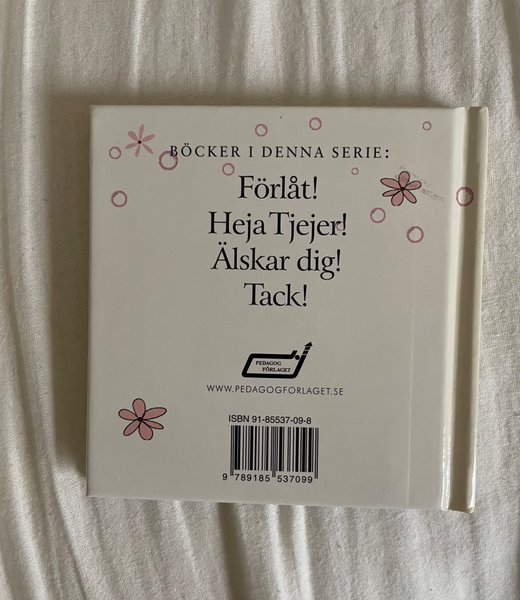 BÖCKER I DENNA SERIE:
Förlåt!
Heja Tjejer!
Älskar dig!
Tack!
PEDAGOG
FÖRLAGET
WWW.PEDAGOGFORLAGET.SE
ISBN 91-85537-09-8
9 789185 537099